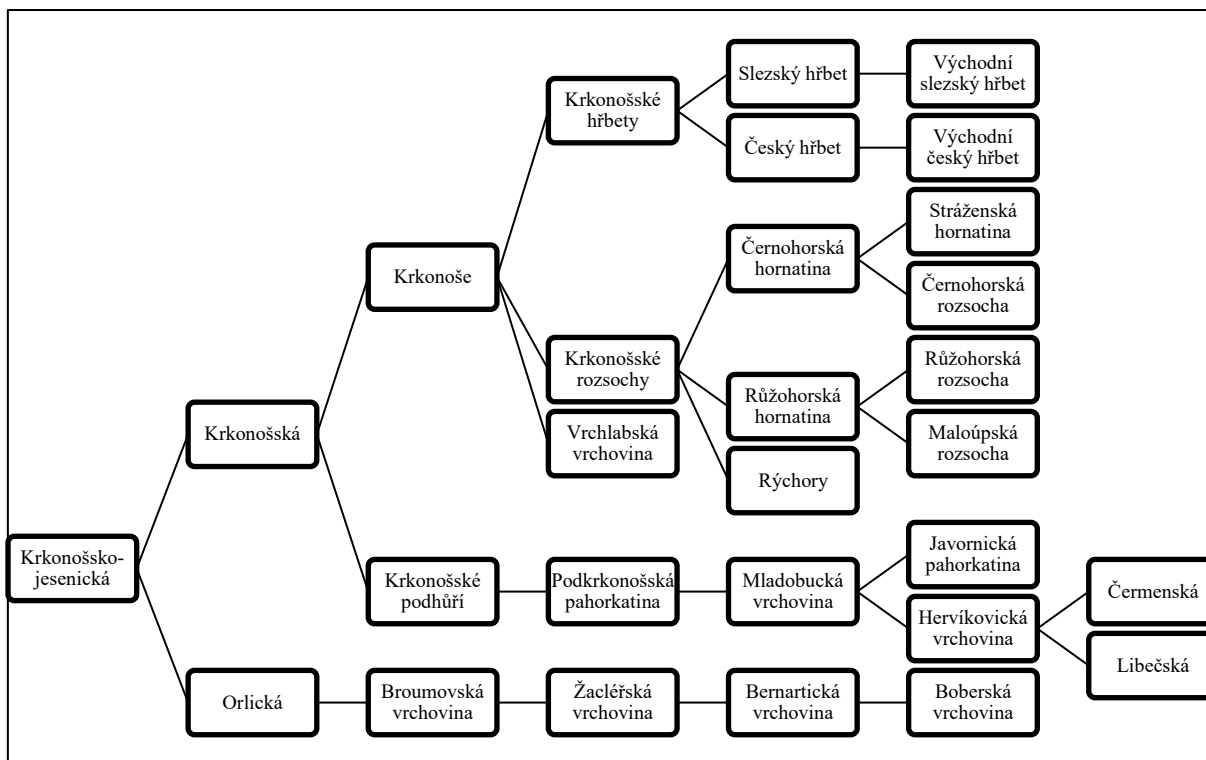 Slezský hřbet
Východní
slezský hřbet
Krkonošské
hřbety
Český hřbet
Východní
český hřbet
Stráženská
hornatina
Černohorská
hornatina
Krkonoše
Černohorská
rozsocha
Krkonošské
rozsochy
Růžohorská
rozsocha
Růžohorská
hornatina
Krkonošská
Vrchlabská
vrchovina
Maloúpská
rozsocha
Rýchory
Krkonošsko-
jesenická
Javornická
pahorkatina
Krkonošské
podhůří
Podkrkonošská
pahorkatina
Mladobucká
vrchovina
Čermenská
Hervíkovická
vrchovina
Libečská
Orlická
Broumovská
vrchovina
Žacléřská
vrchovina
Bernartická
vrchovina
Boberská
vrchovina